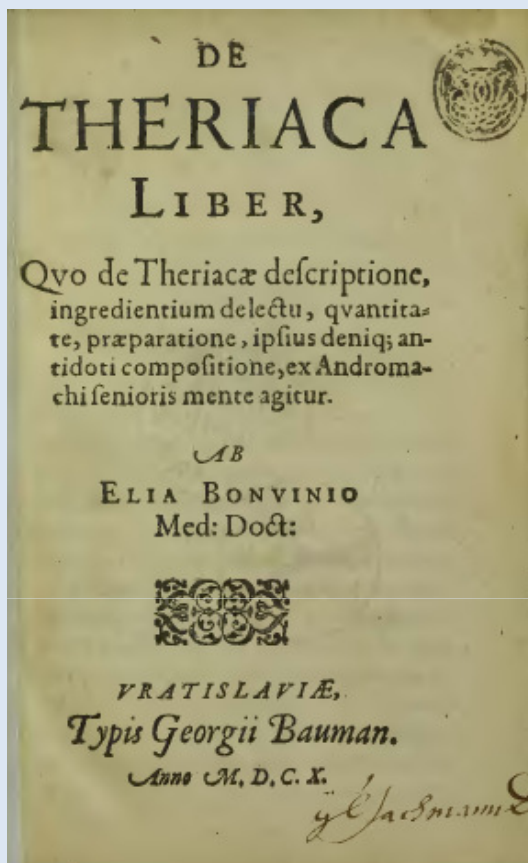 DE
THERIACA
LIBER,
Qvo de Theriacæ deſcriptione,
ingredientium delectu, qvantita-
te, præparatione, ipſius deniq; an-
tidoti compoſitione, ex Androma-
chi ſenioris mente agitur.
AB
ELIA BONVINIO
Med: Doct:
VRATISLAVIÆ,
Typis Georgii Bauman.
Anno M. D. C. X.